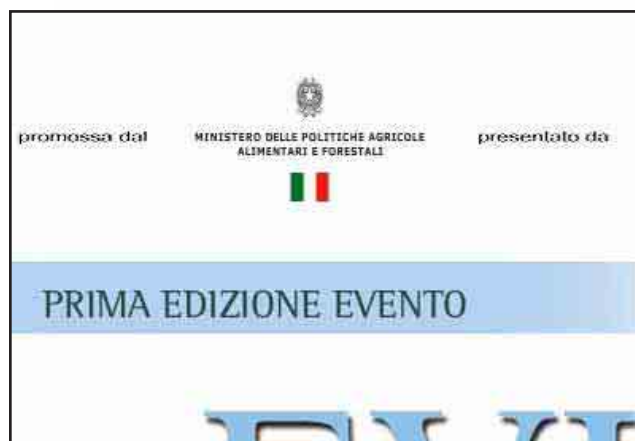 promossa dal
MINISTERO DELLE POLITICHE AGRICOLE
ALIMENTARI E FORESTALI
presentato da
PRIMA EDIZIONE EVENTO